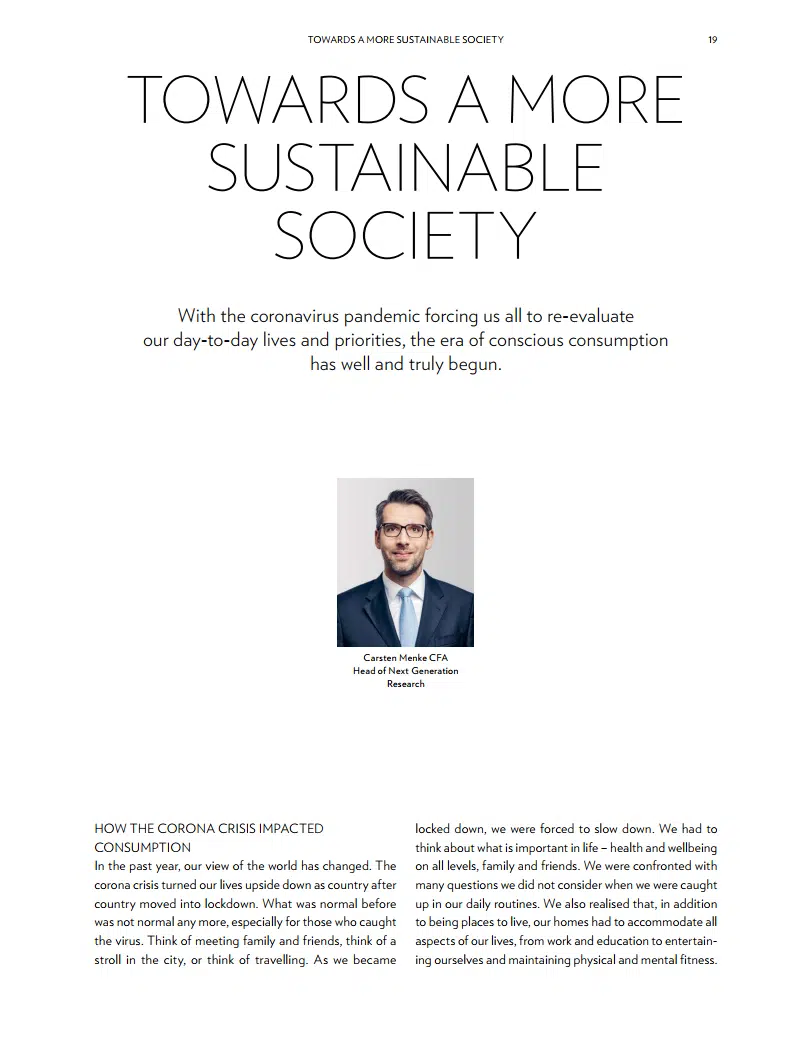 TOWARDS A MORE SUSTAINABLE SOCIETY
19
TOWARDS A MORE
SUSTAINABLE
SOCIETY
With the coronavirus pandemic forcing us all to re-evaluate
our day-to-day lives and priorities, the era of conscious consumption
has well and truly begun.
Carsten Menke CFA
Head of Next Generation
Research
HOW THE CORONA CRISIS IMPACTED
CONSUMPTION
In the past year, our view of the world has changed. The
corona crisis turned our lives upside down as country after
country moved into lockdown. What was normal before
was not normal any more, especially for those who caught
the virus. Think of meeting family and friends, think of a
stroll in the city, or think of travelling. As we became
locked down, we were forced to slow down. We had to
think about what is important in life – health and wellbeing
on all levels, family and friends. We were confronted with
many questions we did not consider when we were caught
up in our daily routines. We also realised that, in addition
to being places to live, our homes had to accommodate all
aspects of our lives, from work and education to entertain-
ing ourselves and maintaining physical and mental fitness.